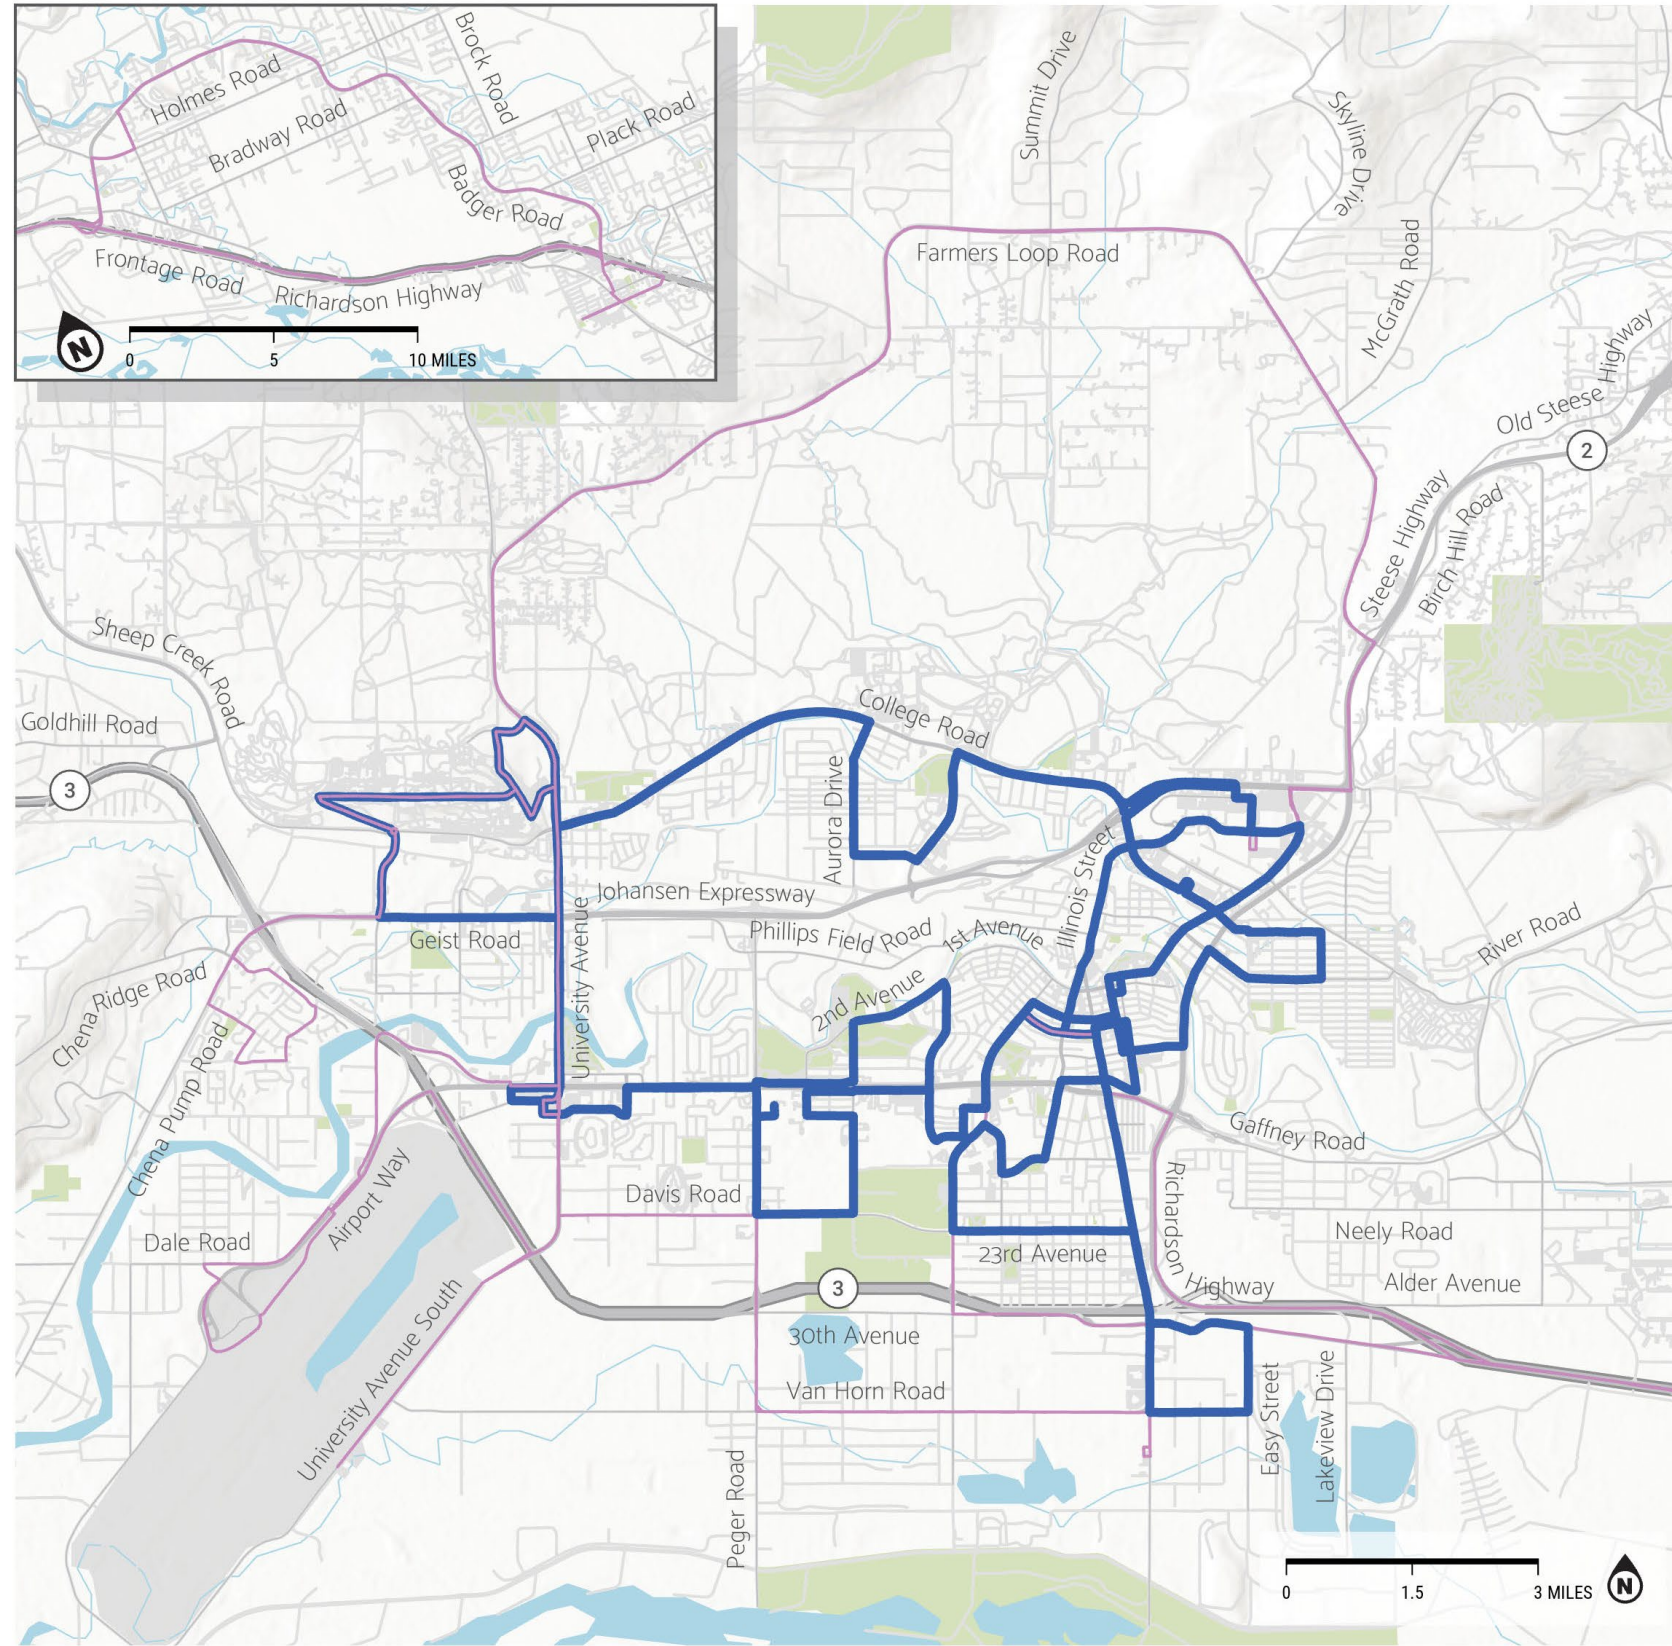 Brock Road
Holmes Road
Bradway Road
Plack Road
Badger Road
Frontage Road
Richardson Highway
N
0 5 10 MILES
Summit Drive
Skyline Drive
McGrath Road
Farmers Loop Road
Old Steese Highway
2
Steese Highway
Birch Hill Road
Sheep Creek Road
Goldhill Road
3
College Road
Aurora Drive
Illinois Street
Johansen Expressway
Geist Road
University Avenue
Phillips Field Road
1st Avenue
2nd Avenue
River Road
Chena Ridge Road
Chena Pump Road
Gaffney Road
Davis Road
Airport Way
Dale Road
Richardson Highway
Neely Road
23rd Avenue
Alder Avenue
3
30th Avenue
Van Horn Road
University Avenue South
Easy Street
Lakeview Drive
Peger Road
0 1.5 3 MILES
N